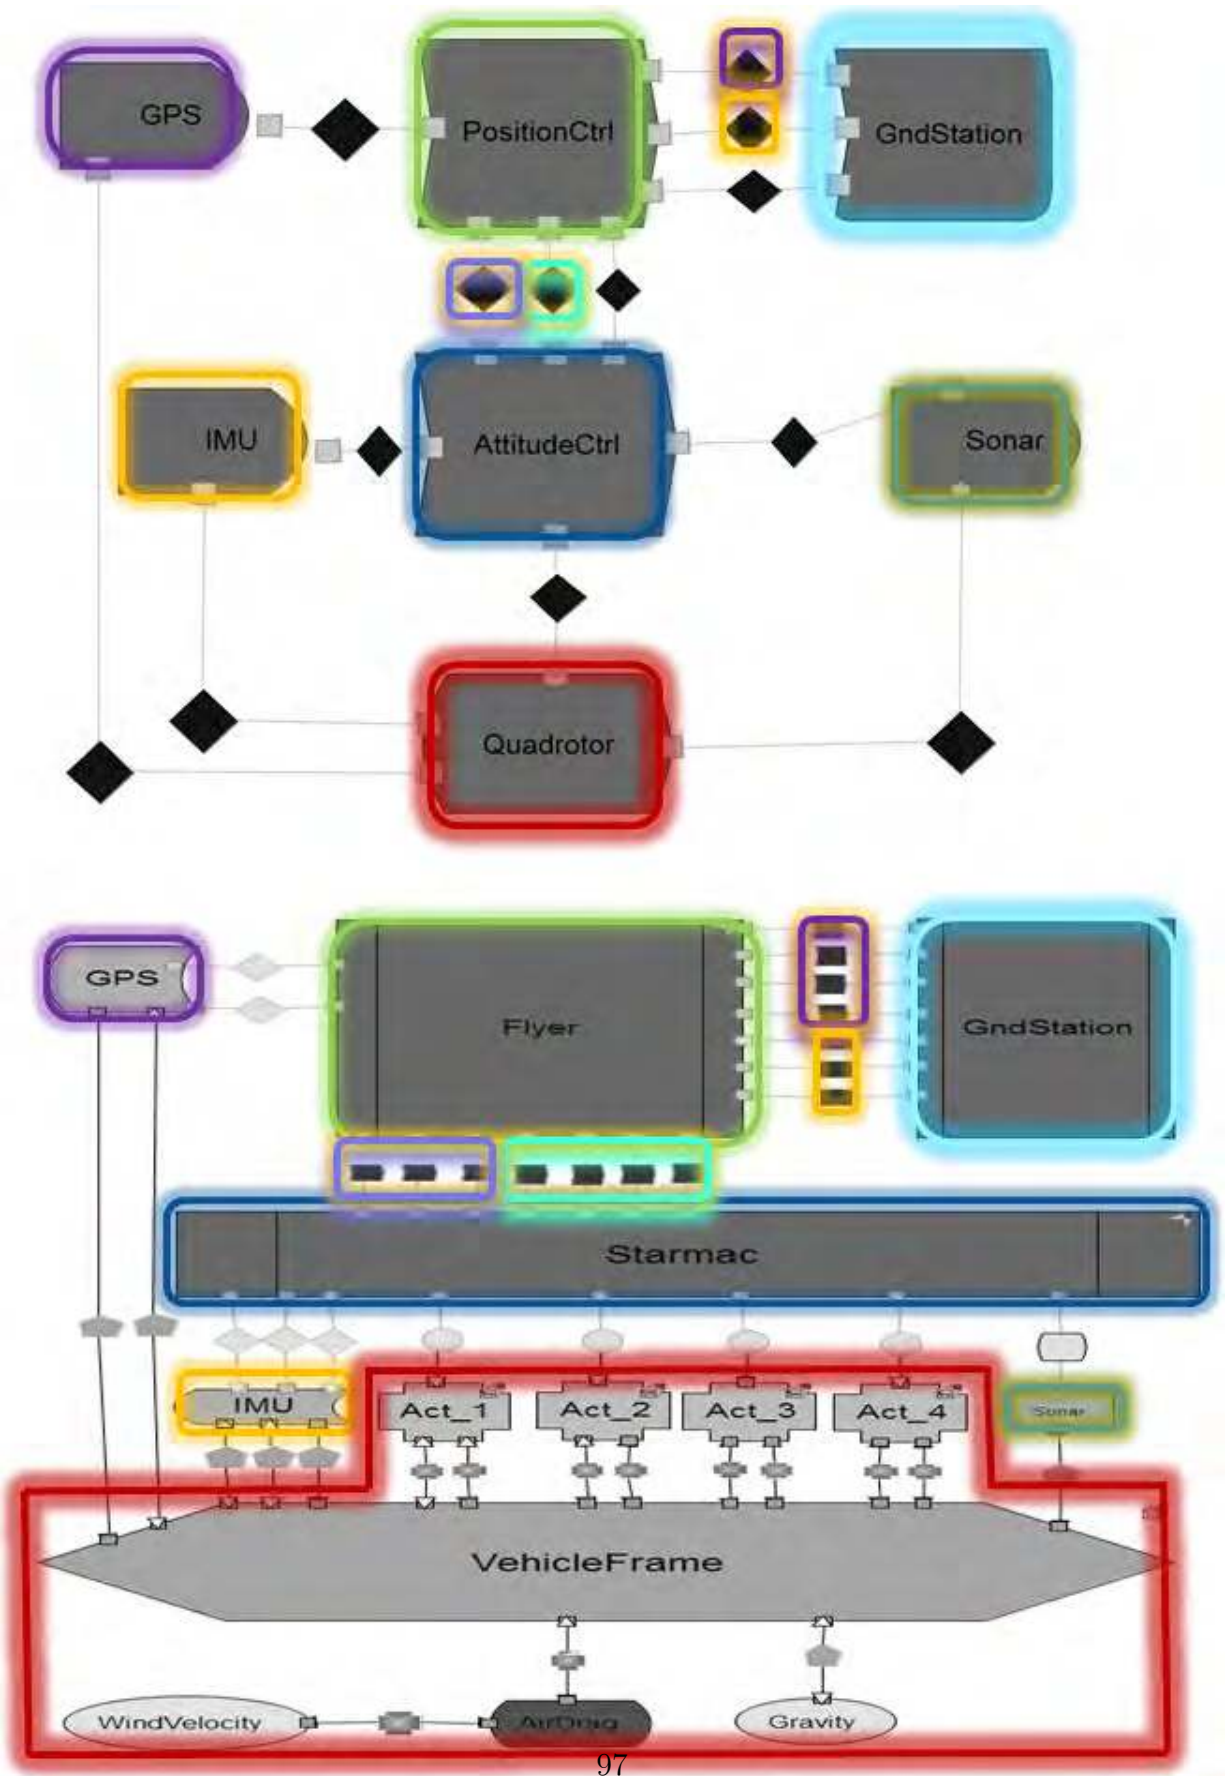 GPS
PositionCtrl
GndStation
IMU
AttitudeCtrl
Sonar
Quadrotor
GPS
Flyer
GndStation
Starmac
IMU
Act_1
Act_2
Act_3
Act_4
Sonar
VehicleFrame
WindVelocity
AirDrag
Gravity
97